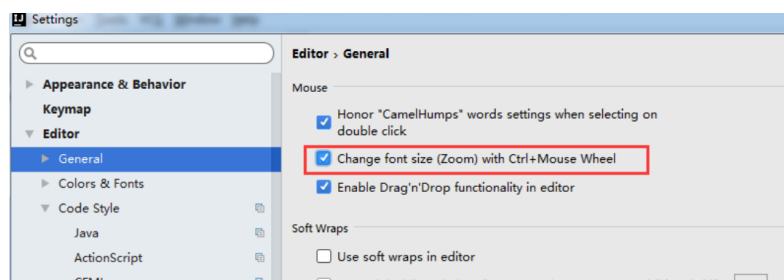 Settings
Editor › General
Appearance & Behavior
Mouse
Keymap
Honor "CamelHumps" words settings when selecting on
double click
Editor
General
Change font size (Zoom) with Ctrl+Mouse Wheel
Colors & Fonts
Enable Drag'n'Drop functionality in editor
Code Style
Java
Soft Wraps
ActionScript
Use soft wraps in editor